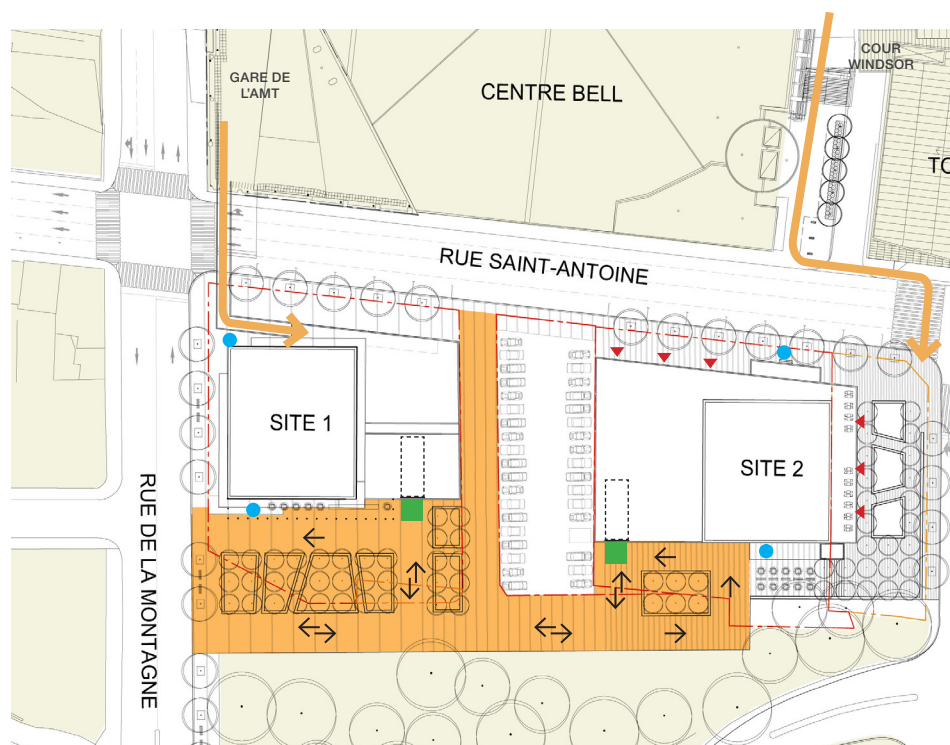 GARE DE
L'AMT
CENTRE BELL
COUR
WINDSOR
TO
RUE SAINT-ANTOINE
SITE 1
SITE 2
RUE DE LA MONTAGNE